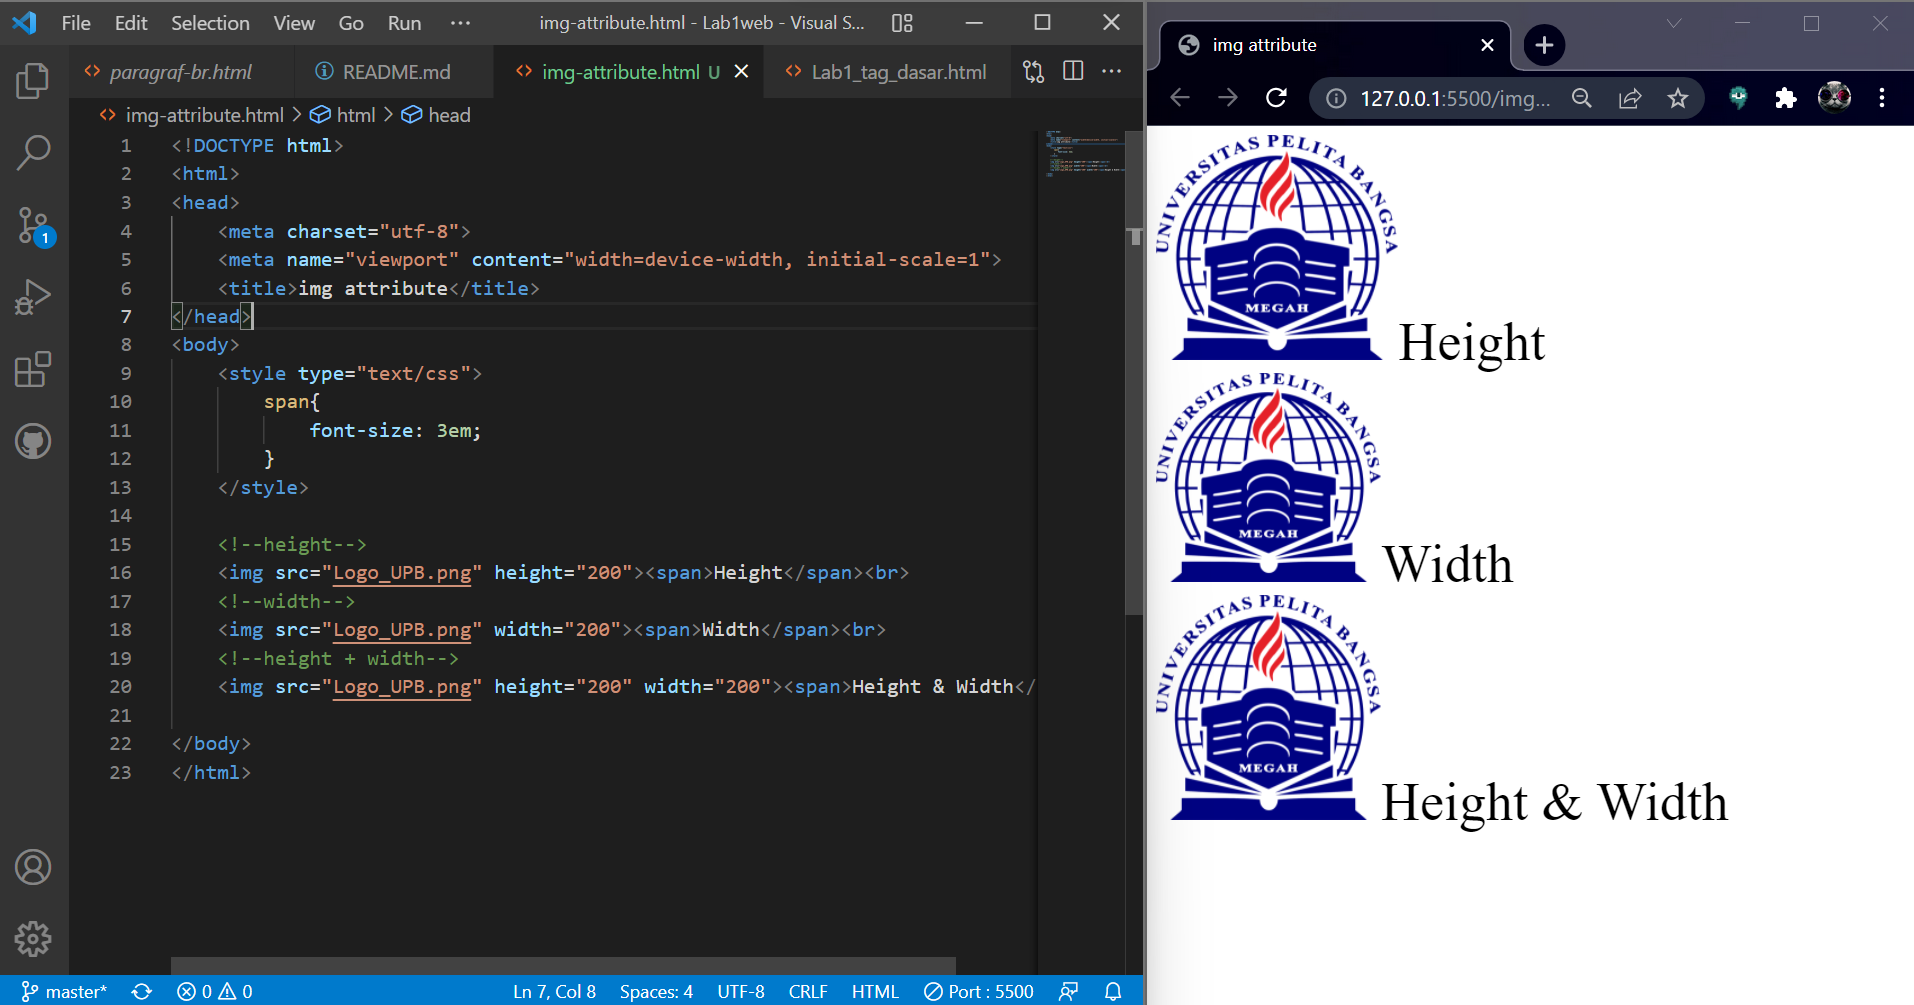 File Edit Selection View Go Run ··· img-attribute.html - Lab1web - Visual S...
paragraf-br.html README.md img-attribute.html U Lab1_tag_dasar.html
img-attribute.html > html > head
1 <!DOCTYPE html>
2 <html>
3 <head>
4 <meta charset="utf-8">
5 <meta name="viewport" content="width=device-width, initial-scale=1">
6 <title>img attribute</title>
7 </head>
8 <body>
9 <style type="text/css">
10 span{
11 font-size: 3em;
12 }
13 </style>
14
15 <!--height-->
16 <img src="Logo_UPB.png" height="200"><span>Height</span><br>
17 <!--width-->
18 <img src="Logo_UPB.png" width="200"><span>Width</span><br>
19 <!--height + width-->
20 <img src="Logo_UPB.png" height="200" width="200"><span>Height & Width</
21
22 </body>
23 </html>
1
master* 0 0 Ln 7, Col 8 Spaces: 4 UTF-8 CRLF HTML Port : 5500
img attribute
127.0.0.1:5500/img...
UNIVERSITAS PELITA BANGSA
MEGAH
Height
UNIVERSITAS PELITA BANGSA
MEGAH
Width
UNIVERSITAS PELITA BANGSA
MEGAH
Height & Width